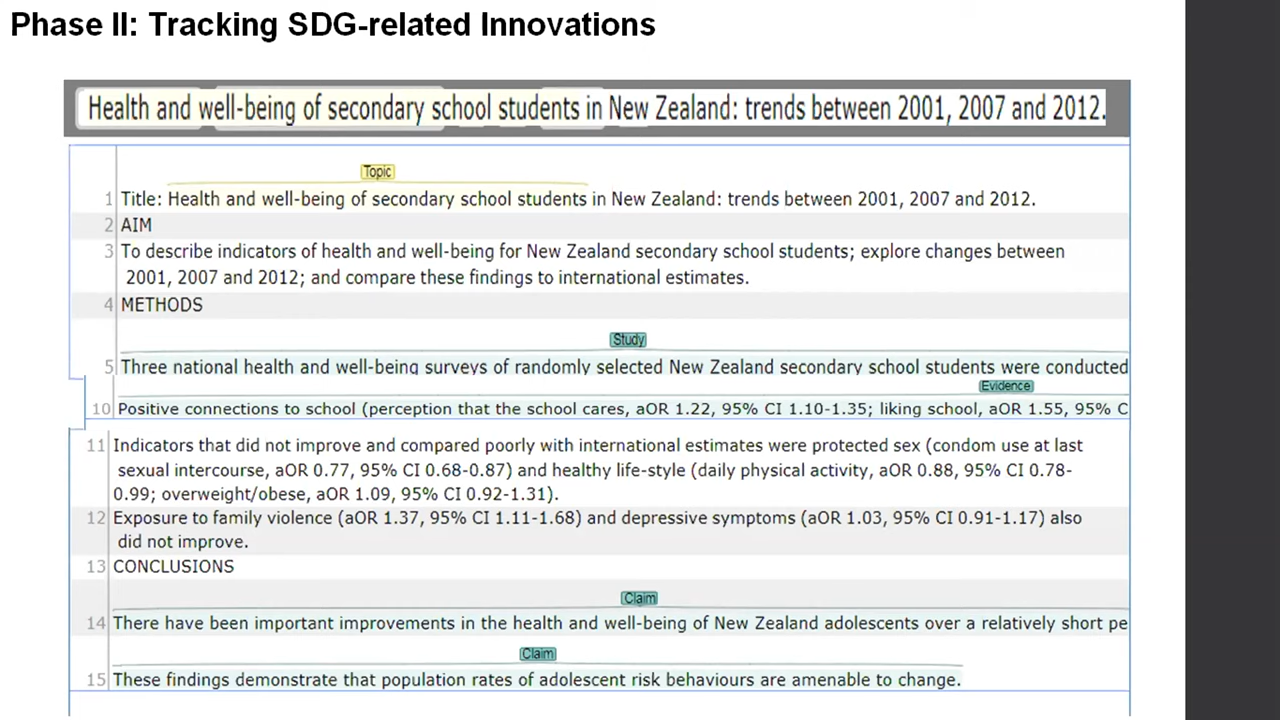 Phase II: Tracking SDG-related Innovations
Health and well-being of secondary school students in New Zealand: trends between 2001, 2007 and 2012.
Topic
1 Title: Health and well-being of secondary school students in New Zealand: trends between 2001, 2007 and 2012.
2 AIM
3 To describe indicators of health and well-being for New Zealand secondary school students; explore changes between
2001, 2007 and 2012; and compare these findings to international estimates.
4 METHODS
Study
5 Three national health and well-being surveys of randomly selected New Zealand secondary school students were conducted
Evidence
10 Positive connections to school (perception that the school cares, aOR 1.22, 95% CI 1.10-1.35; liking school, aOR 1.55, 95% C
11 Indicators that did not improve and compared poorly with international estimates were protected sex (condom use at last
sexual intercourse, aOR 0.77, 95% CI 0.68-0.87) and healthy life-style (daily physical activity, aOR 0.88, 95% CI 0.78-
0.99; overweight/obese, aOR 1.09, 95% CI 0.92-1.31).
12 Exposure to family violence (aOR 1.37, 95% CI 1.11-1.68) and depressive symptoms (aOR 1.03, 95% CI 0.91-1.17) also
did not improve.
13 CONCLUSIONS
Claim
14 There have been important improvements in the health and well-being of New Zealand adolescents over a relatively short pe
Claim
15 These findings demonstrate that population rates of adolescent risk behaviours are amenable to change.